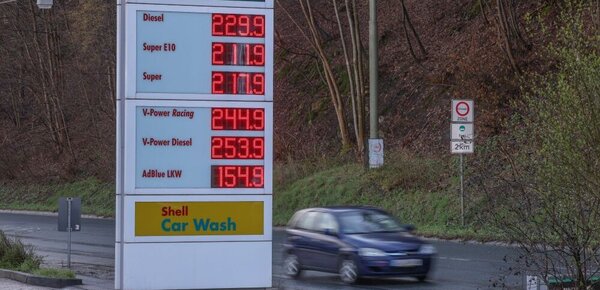 Diesel 229.9
Super E10 211.9
Super 217.9
V-Power Racing 244.9
V-Power Diesel 253.9
AdBlue LKW 154.9
Shell
Car Wash
ZONE
2km